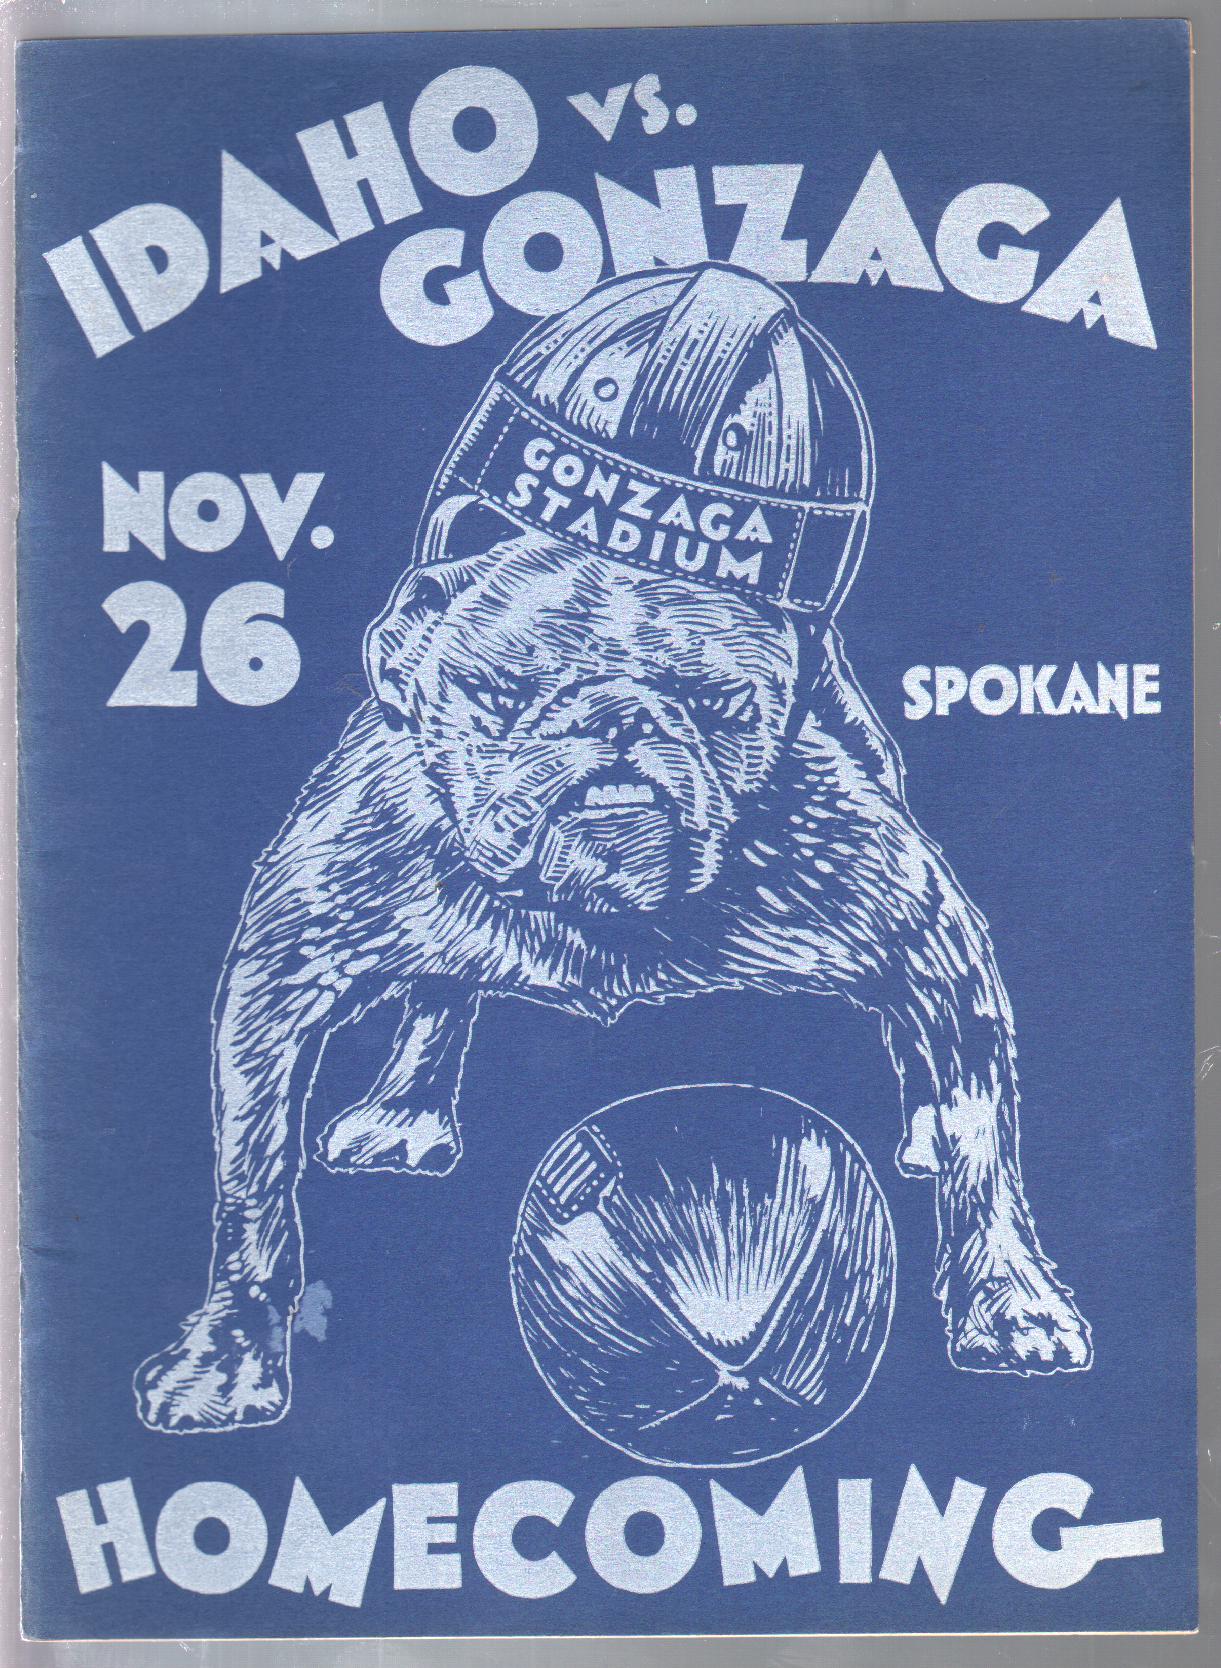 IDAHO vs.
GONZAGA
GONZAGA
STADIUM
NOV.
26
SPOKANE
HOMECOMING